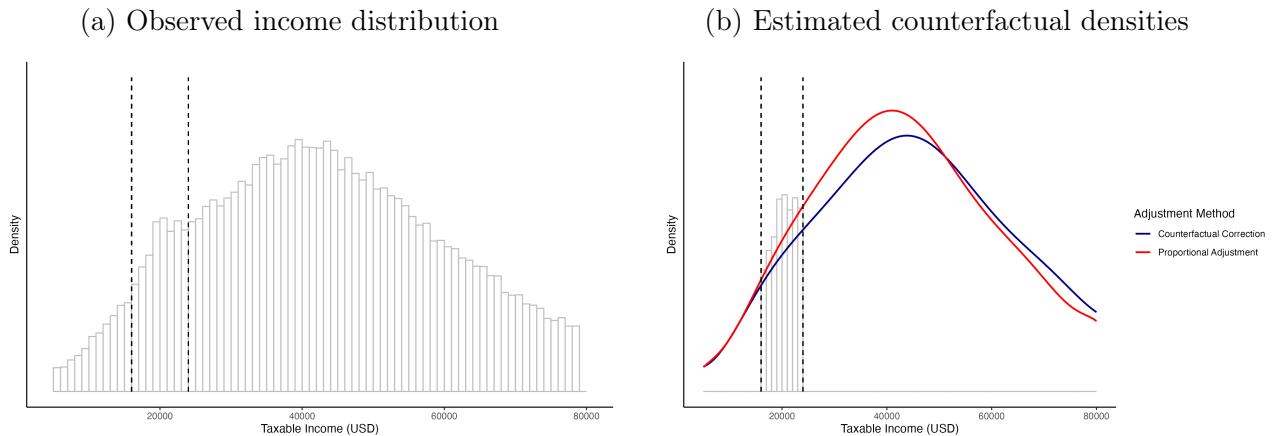 (a) Observed income distribution
Density
20000 40000 60000 80000
Taxable Income (USD)
(b) Estimated counterfactual densities
Density
20000 40000 60000 80000
Taxable Income (USD)
Adjustment Method
Counterfactual Correction
Proportional Adjustment